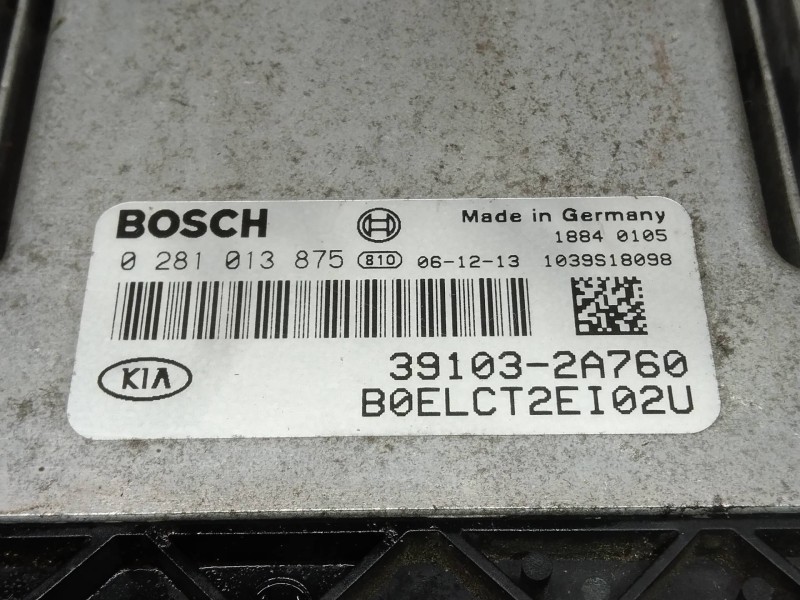 BOSCH
Made in Germany
1884 0105
0 281 013 875 810 06-12-13 1039S18098
KIA
39103-2A760
B0ELCT2EI02U